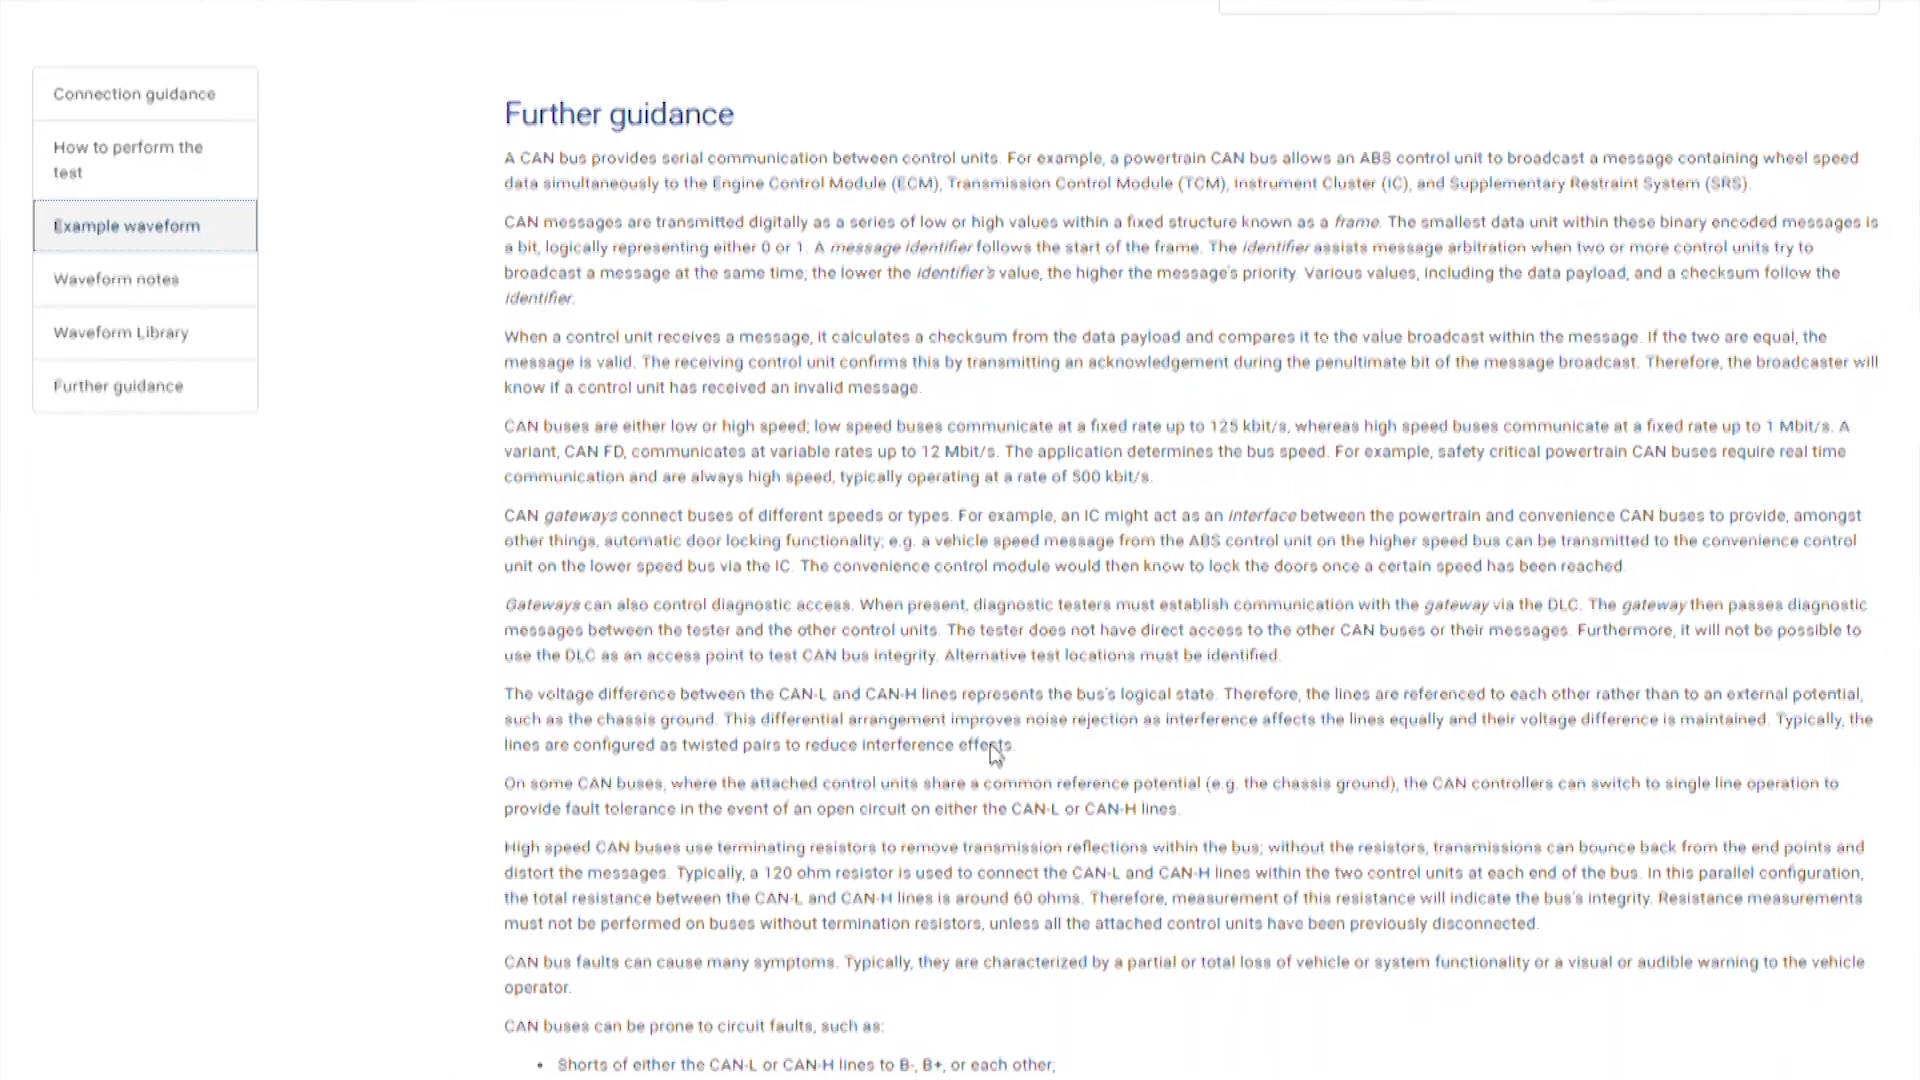 Connection guidance
How to perform the
test
Example waveform
Waveform notes
Waveform Library
Further guidance
Further guidance
A CAN bus provides serial communication between control units. For example, a powertrain CAN bus allows an ABS control unit to broadcast a message containing wheel speed
data simultaneously to the Engine Control Module (ECM), Transmission Control Module (TCM), Instrument Cluster (IC), and Supplementary Restraint System (SRS).
CAN messages are transmitted digitally as a series of low or high values within a fixed structure known as a frame. The smallest data unit within these binary encoded messages is
a bit, logically representing either 0 or 1. A message identifier follows the start of the frame. The identifier assists message arbitration when two or more control units try to
broadcast a message at the same time; the lower the identifier's value, the higher the message's priority. Various values, including the data payload, and a checksum follow the
identifier.
When a control unit receives a message, it calculates a checksum from the data payload and compares it to the value broadcast within the message. If the two are equal, the
message is valid. The receiving control unit confirms this by transmitting an acknowledgement during the penultimate bit of the message broadcast. Therefore, the broadcaster will
know if a control unit has received an invalid message.
CAN buses are either low or high speed; low speed buses communicate at a fixed rate up to 125 kbit/s, whereas high speed buses communicate at a fixed rate up to 1 Mbit/s. A
variant, CAN FD, communicates at variable rates up to 12 Mbit/s. The application determines the bus speed. For example, safety critical powertrain CAN buses require real time
communication and are always high speed, typically operating at a rate of 500 kbit/s.
CAN gateways connect buses of different speeds or types. For example, an IC might act as an interface between the powertrain and convenience CAN buses to provide, amongst
other things, automatic door locking functionality; e.g. a vehicle speed message from the ABS control unit on the higher speed bus can be transmitted to the convenience control
unit on the lower speed bus via the IC. The convenience control module would then know to lock the doors once a certain speed has been reached.
Gateways can also control diagnostic access. When present, diagnostic testers must establish communication with the gateway via the DLC. The gateway then passes diagnostic
messages between the tester and the other control units. The tester does not have direct access to the other CAN buses or their messages. Furthermore, it will not be possible to
use the DLC as an access point to test CAN bus integrity. Alternative test locations must be identified.
The voltage difference between the CAN-L and CAN-H lines represents the bus's logical state. Therefore, the lines are referenced to each other rather than to an external potential,
such as the chassis ground. This differential arrangement improves noise rejection as interference affects the lines equally and their voltage difference is maintained. Typically, the
lines are configured as twisted pairs to reduce interference effects.
On some CAN buses, where the attached control units share a common reference potential (e.g. the chassis ground), the CAN controllers can switch to single line operation to
provide fault tolerance in the event of an open circuit on either the CAN-L or CAN-H lines.
High speed CAN buses use terminating resistors to remove transmission reflections within the bus; without the resistors, transmissions can bounce back from the end points and
distort the messages. Typically, a 120 ohm resistor is used to connect the CAN-L and CAN-H lines within the two control units at each end of the bus. In this parallel configuration,
the total resistance between the CAN-L and CAN-H lines is around 60 ohms. Therefore, measurement of this resistance will indicate the bus's integrity. Resistance measurements
must not be performed on buses without termination resistors, unless all the attached control units have been previously disconnected.
CAN bus faults can cause many symptoms. Typically, they are characterized by a partial or total loss of vehicle or system functionality or a visual or audible warning to the vehicle
operator.
CAN buses can be prone to circuit faults, such as:
• Shorts of either the CAN-L or CAN-H lines to B-, B+, or each other;